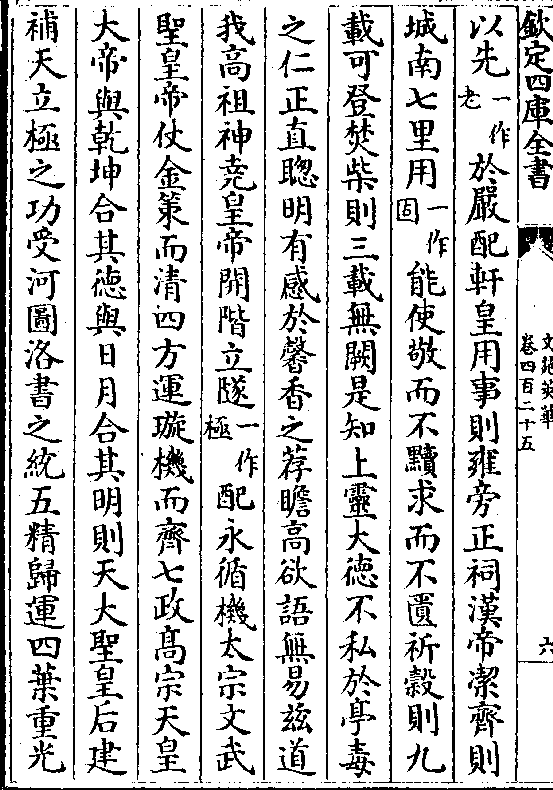 欽定四庫全書
文苑英華
卷四百二十五
六
以先一作老於嚴配軒皇用事則雍旁正祠漢帝潔齊則
城南七里用一作固能使敬而不黷求而不匱祈糓則九
載可登焚柴則三載無闕是知上靈大德不私於亭毒
之仁正直聰明有感於馨香之荐瞻高欲語無易兹道
我高祖神堯皇帝開階立隧一作極配永循機太宗文武
聖皇帝仗金策而清四方運璇機而齊七政髙宗天皇
大帝與乾坤合其德與日月合其明則天大聖皇后建
補天立極之功受河圖洛書之統五精歸運四葉重光